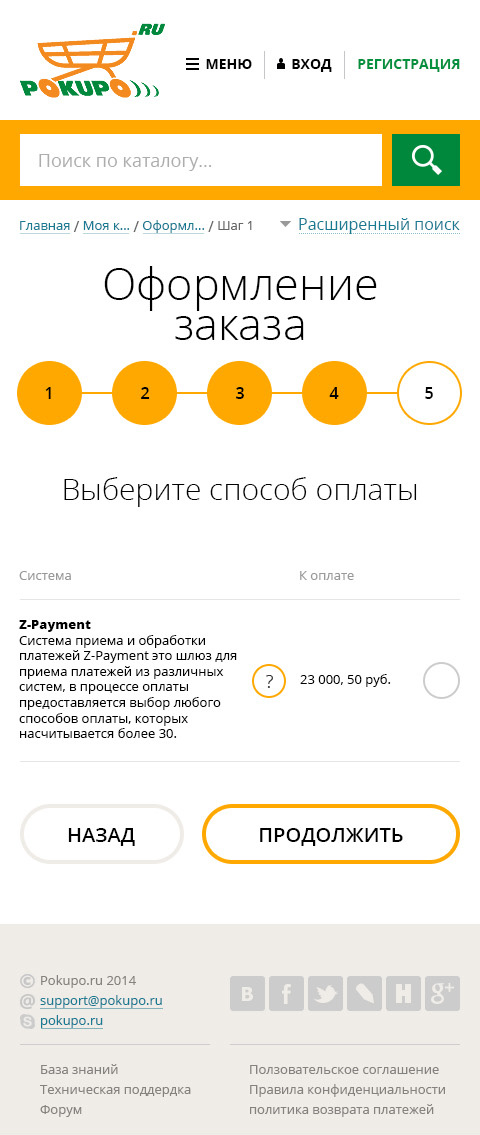 .RU
POKUPO
МЕНЮ
ВХОД
РЕГИСТРАЦИЯ
Поиск по каталогу...
Главная / Моя к... / Оформл... / Шаг 1
Расширенный поиск
Оформление
заказа
1 2 3 4 5
Выберите способ оплаты
Система
К оплате
Z-Payment
Система приема и обработки
платежей Z-Payment это шлюз для
приема платежей из различных
систем, в процессе оплаты
предоставляется выбор любого
способов оплаты, которых
насчитывается более 30.
?
23 000, 50 руб.
НАЗАД
ПРОДОЛЖИТЬ
© Pokupo.ru 2014
@ support@pokupo.ru
S pokupo.ru
B f H g+
База знаний
Техническая поддердка
Форум
Ползовательское соглашение
Правила конфиденциальности
политика возврата платежей